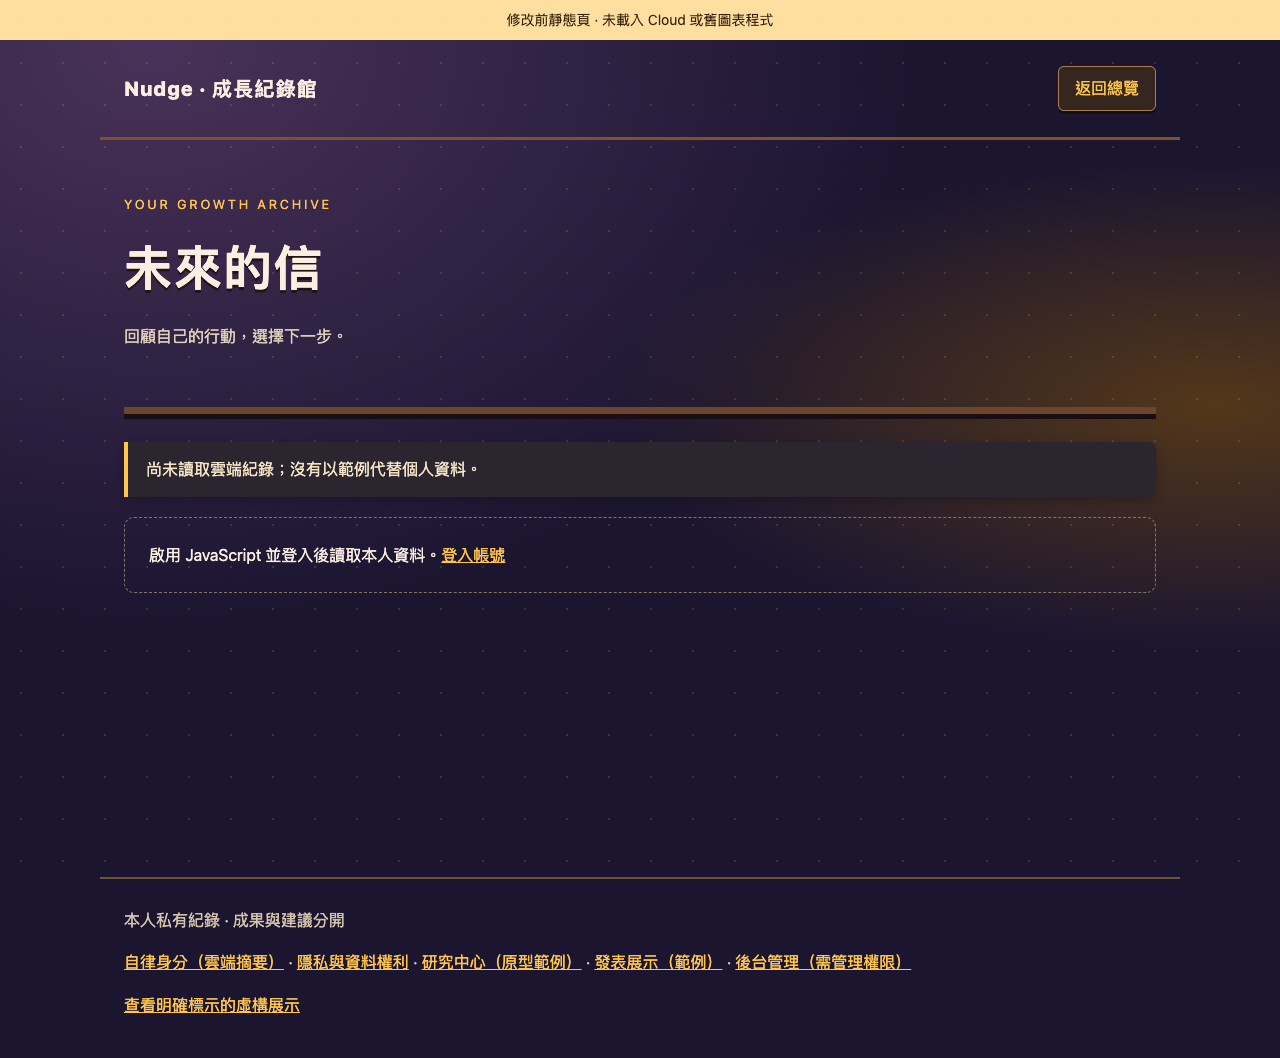 修改前靜態頁 · 未載入 Cloud 或舊圖表程式
Nudge · 成長紀錄館
返回總覽
YOUR GROWTH ARCHIVE
未來的信
回顧自己的行動，選擇下一步。
尚未讀取雲端紀錄；沒有以範例代替個人資料。
啟用 JavaScript 並登入後讀取本人資料。登入帳號
本人私有紀錄 · 成果與建議分開
自律身分（雲端摘要） · 隱私與資料權利 · 研究中心（原型範例） · 發表展示（範例） · 後台管理（需管理權限）
查看明確標示的虛構展示